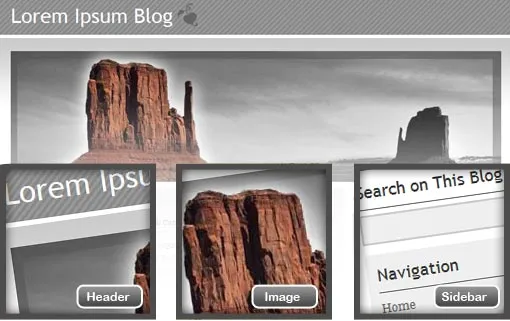 Lorem Ipsum Blog
Lorem Ipsu
Search on This Blog
Navigation
Home
Header
Image
Sidebar